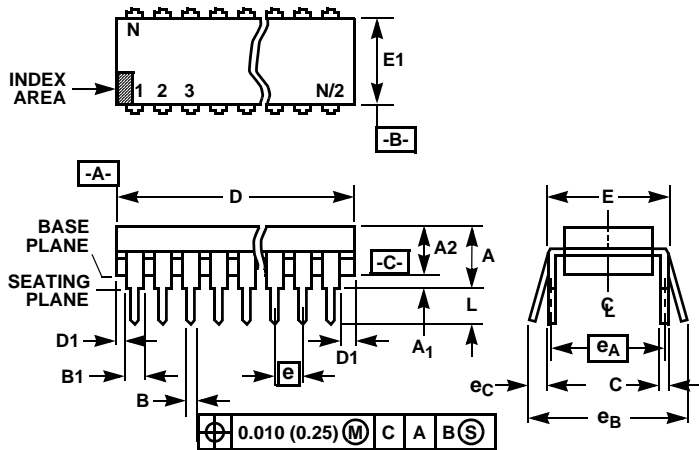 N
E1
INDEX
AREA
1 2 3 N/2
-B-
-A-
D
E
BASE
PLANE
A2
A
-C-
SEATING
PLANE
L
D1
A1
D1
B1
e
eA
B
eC
C
eB
0.010 (0.25) M C A B S